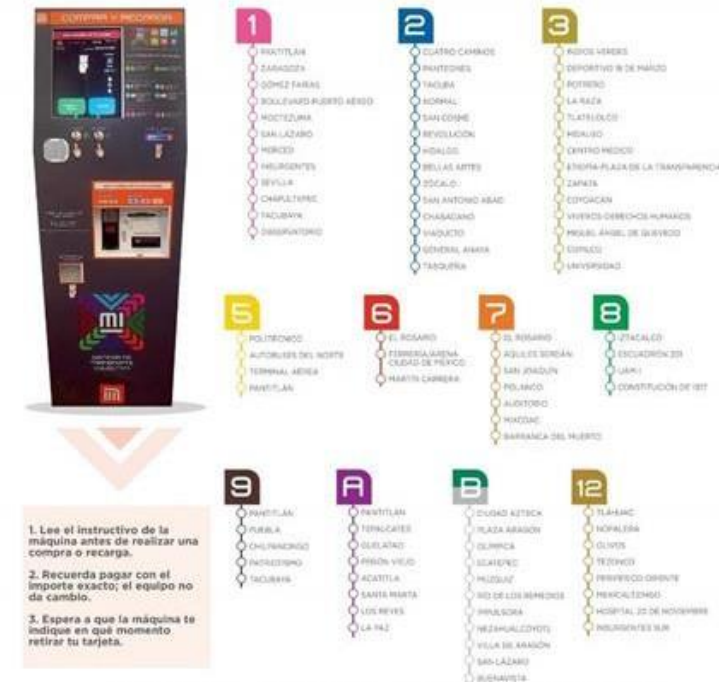 COMPRA Y RECARGA
MI
1
PANTITLÁN
ZARAGOZA
GÓMEZ FARÍAS
BOULEVARD PUERTO AÉREO
MOCTEZUMA
SAN LÁZARO
MERCED
INSURGENTES
SEVILLA
CHAPULTEPEC
TACUBAYA
OBSERVATORIO
2
CUATRO CAMINOS
PANTEONES
TACUBA
NORMAL
SAN COSME
REVOLUCIÓN
HIDALGO
BELLAS ARTES
ZÓCALO
SAN ANTONIO ABAD
CHABACANO
VIADUCTO
GENERAL ANAYA
TASQUEÑA
3
INDIOS VERDES
DEPORTIVO 18 DE MARZO
POTRERO
LA RAZA
TLATELOLCO
HIDALGO
CENTRO MÉDICO
ETIOPÍA-PLAZA DE LA TRANSPARENCIA
ZAPATA
COYOACÁN
VIVEROS-DERECHOS HUMANOS
MIGUEL ÁNGEL DE QUEVEDO
COPILCO
UNIVERSIDAD
5
POLITÉCNICO
AUTOBUSES DEL NORTE
TERMINAL AÉREA
PANTITLÁN
6
EL ROSARIO
FERRERÍA/ARENA
CIUDAD DE MÉXICO
MARTÍN CARRERA
7
EL ROSARIO
AQUILES SERDÁN
SAN JOAQUÍN
POLANCO
AUDITORIO
MIXCOAC
BARRANCA DEL MUERTO
8
IZTACALCO
ESCUADRÓN 201
UAM-I
CONSTITUCIÓN DE 1917
9
PANTITLÁN
PUEBLA
CHILPANCINGO
PATRIOTISMO
TACUBAYA
A
PANTITLÁN
TEPALCATES
GUELATAO
PEÑÓN VIEJO
ACATITLA
SANTA MARTA
LOS REYES
LA PAZ
B
CIUDAD AZTECA
PLAZA ARAGÓN
OLÍMPICA
ECATEPEC
MÚZQUIZ
RÍO DE LOS REMEDIOS
IMPULSORA
NEZAHUALCÓYOTL
VILLA DE ARAGÓN
SAN LÁZARO
BUENAVISTA
12
TLÁHUAC
NOPALERA
OLIVOS
TEZONCO
PERIFÉRICO ORIENTE
MEXICALTZINGO
HOSPITAL 20 DE NOVIEMBRE
INSURGENTES SUR
1. Lee el instructivo de la
máquina antes de realizar una
compra o recarga.
2. Recuerda pagar con el
importe exacto; el equipo no
da cambio.
3. Espera a que la máquina te
indique en qué momento
retirar tu tarjeta.